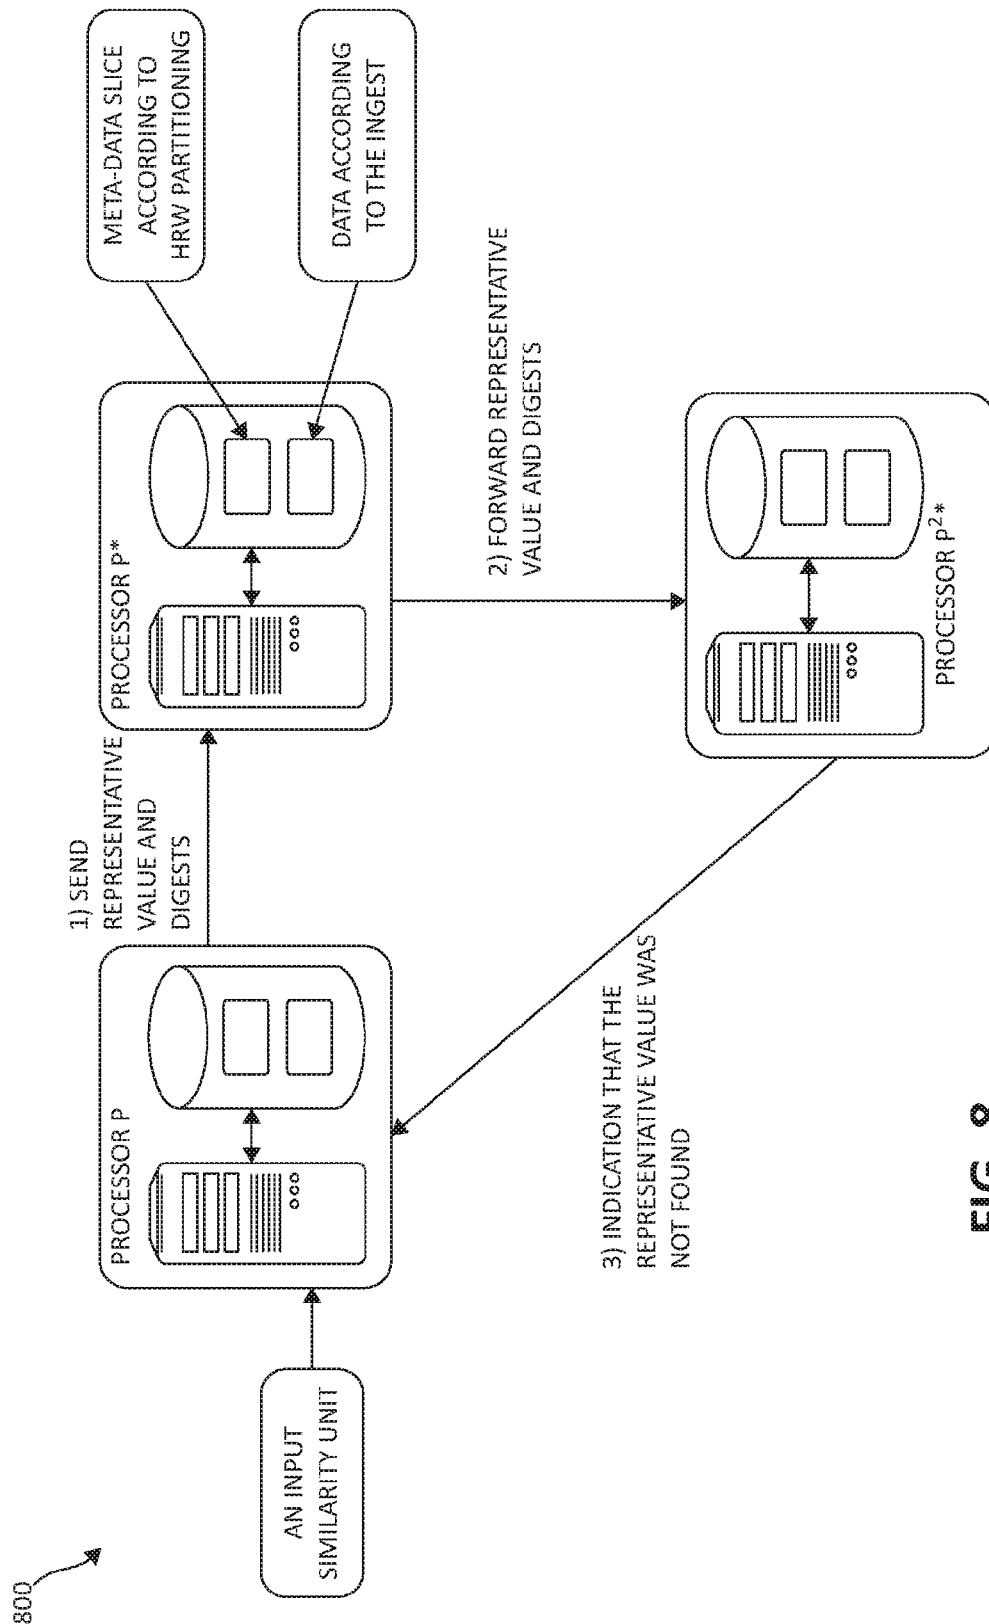 800
AN INPUT
SIMILARITY UNIT
PROCESSOR P
1) SEND
REPRESENTATIVE
VALUE AND
DIGESTS
PROCESSOR P*
META-DATA SLICE
ACCORDING TO
HRW PARTITIONING
DATA ACCORDING
TO THE INGEST
2) FORWARD REPRESENTATIVE
VALUE AND DIGESTS
PROCESSOR P²*
3) INDICATION THAT THE
REPRESENTATIVE VALUE WAS
NOT FOUND
FIG. 8